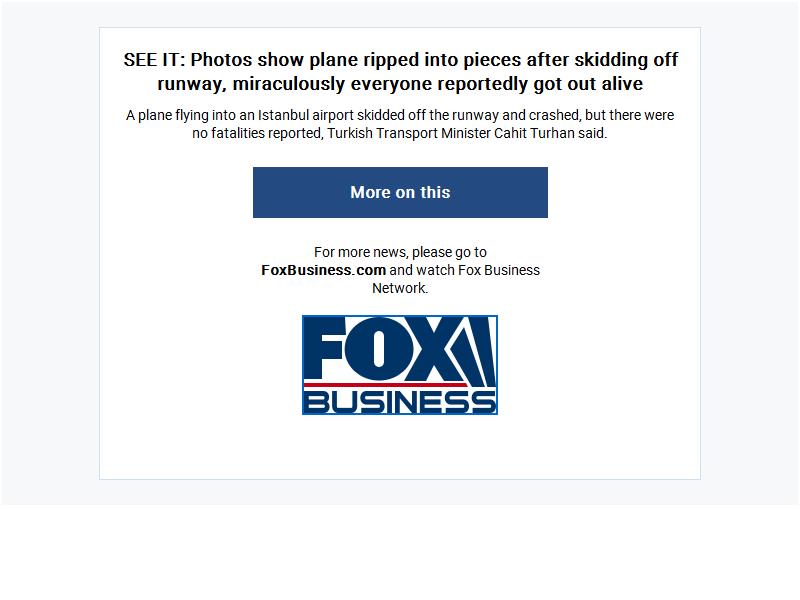 SEE IT: Photos show plane ripped into pieces after skidding off
runway, miraculously everyone reportedly got out alive
A plane flying into an Istanbul airport skidded off the runway and crashed, but there were
no fatalities reported, Turkish Transport Minister Cahit Turhan said.
More on this
For more news, please go to
FoxBusiness.com and watch Fox Business
Network.
FOX
BUSINESS